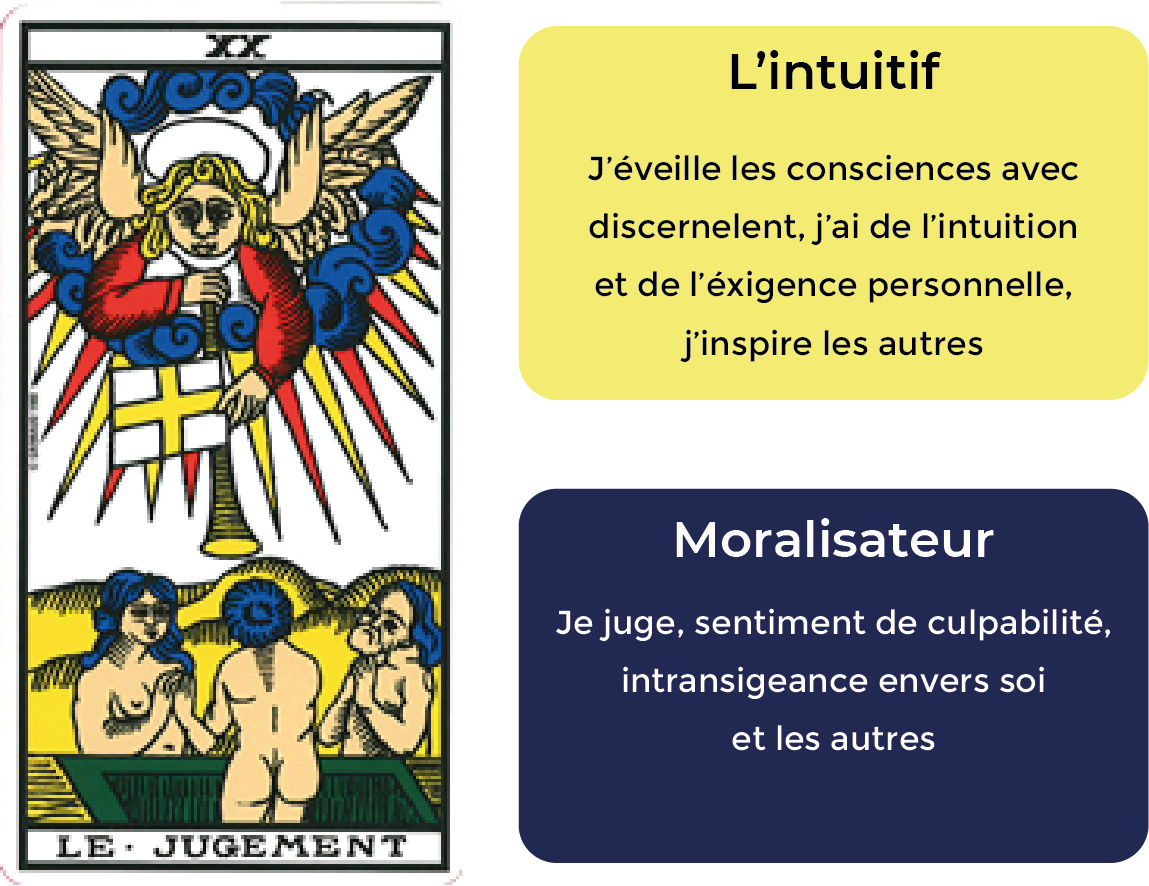 XX
LE · JUGEMENT
L’intuitif
J’éveille les consciences avec
discernelent, j’ai de l’intuition
et de l’éxigence personnelle,
j’inspire les autres
Moralisateur
Je juge, sentiment de culpabilité,
intransigeance envers soi
et les autres